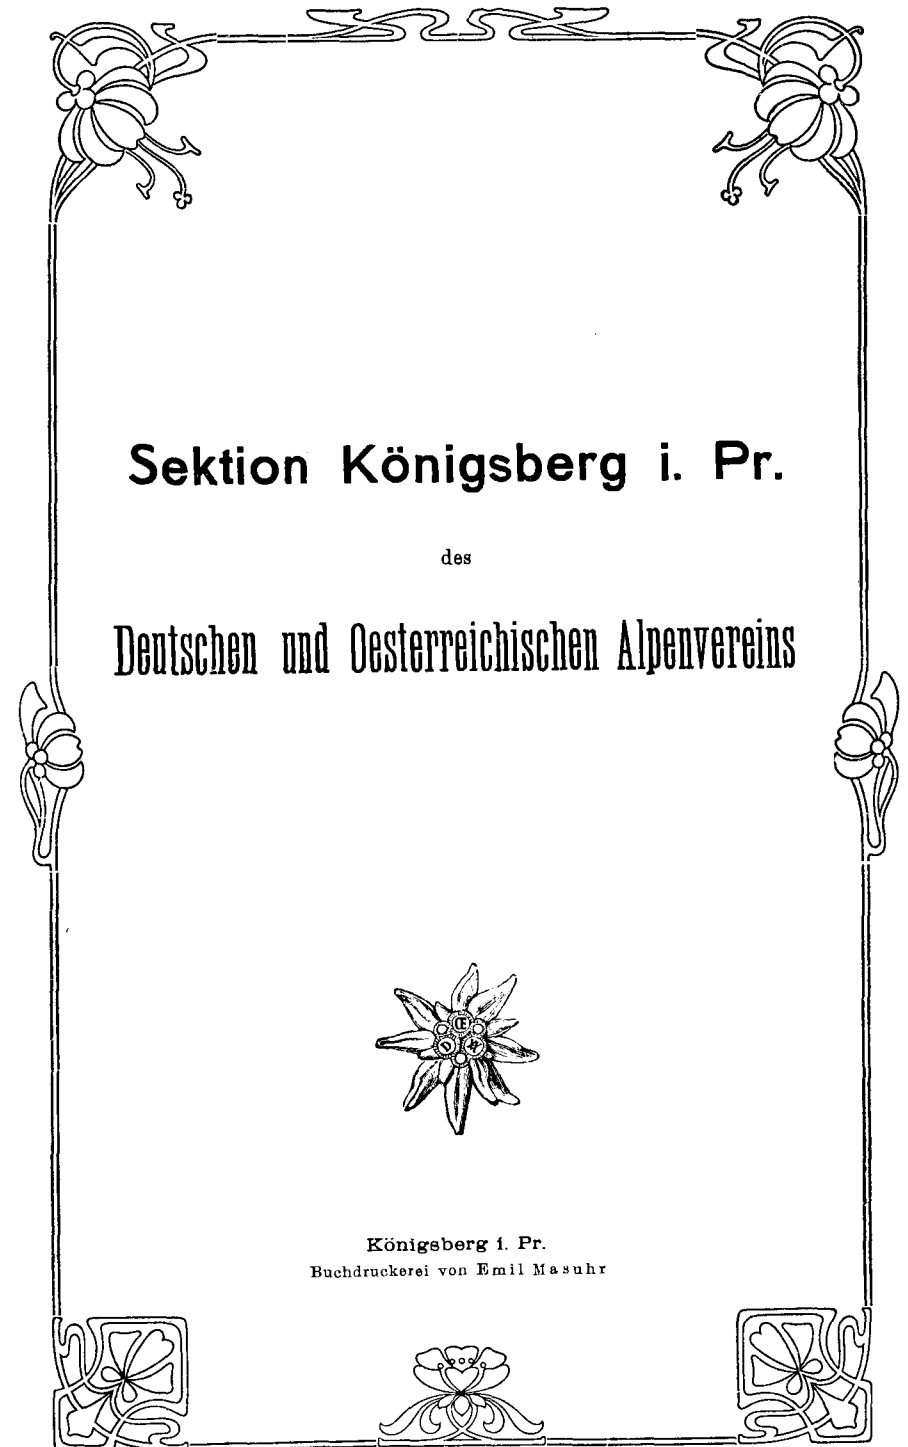 Sektion Königsberg i. Pr.
des
Deutschen und Oesterreichischen Alpenvereins
Œ
D
Königsberg i. Pr.
Buchdruckerei von Emil Masuhr